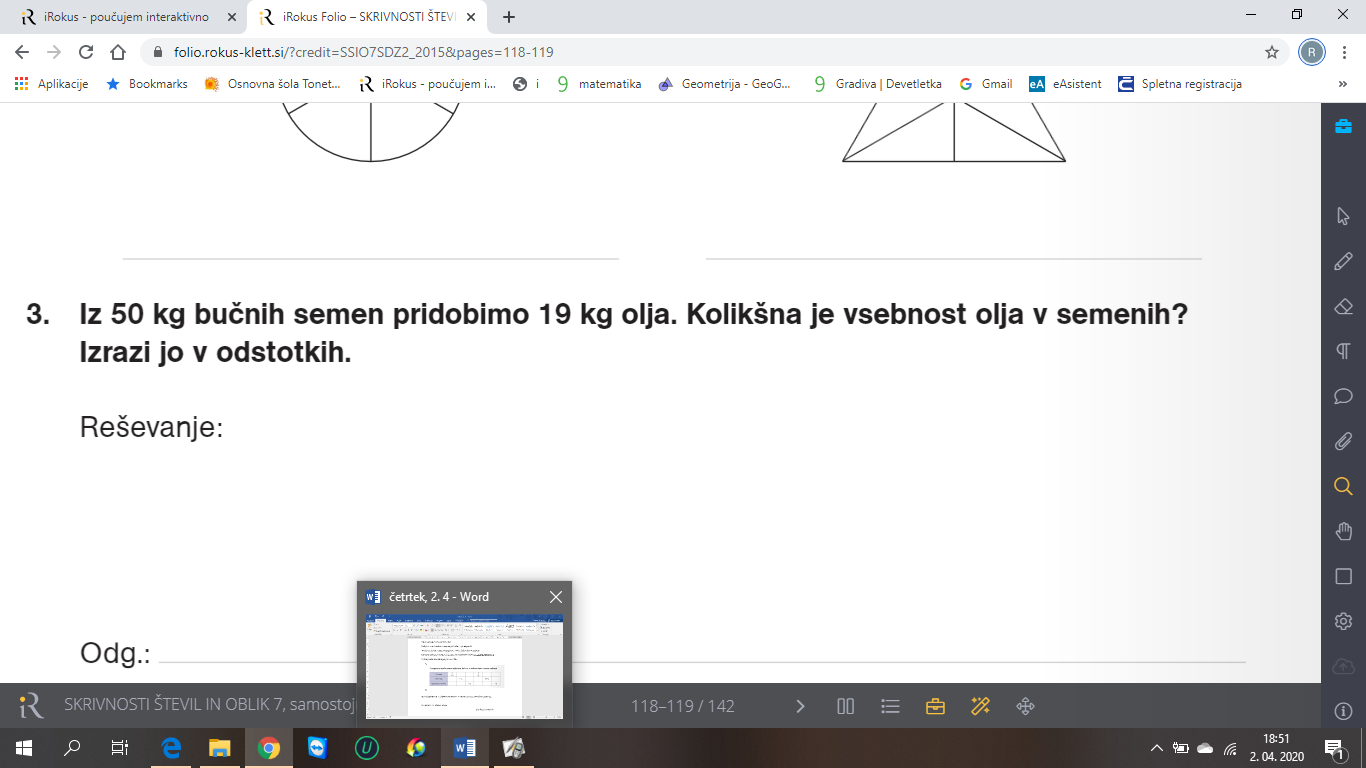 iRokus - poučujem interaktivno
iRokus Folio – SKRIVNOSTI ŠTEVI
folio.rokus-klett.si/?credit=SSIO7SDZ2_2015&pages=118-119
R
Aplikacije
Bookmarks
Osnovna šola Tonet...
iRokus - poučujem i...
i
matematika
Geometrija - GeoG...
Gradiva | Devetletka
Gmail
eAsistent
Spletna registracija
»
3. Iz 50 kg bučnih semen pridobimo 19 kg olja. Kolikšna je vsebnost olja v semenih?
Izrazi jo v odstotkih.
Reševanje:
četrtek, 2. 4 - Word
Odg.:
SKRIVNOSTI ŠTEVIL IN OBLIK 7, samostoj
118–119 / 142
18:51
2. 04. 2020
1